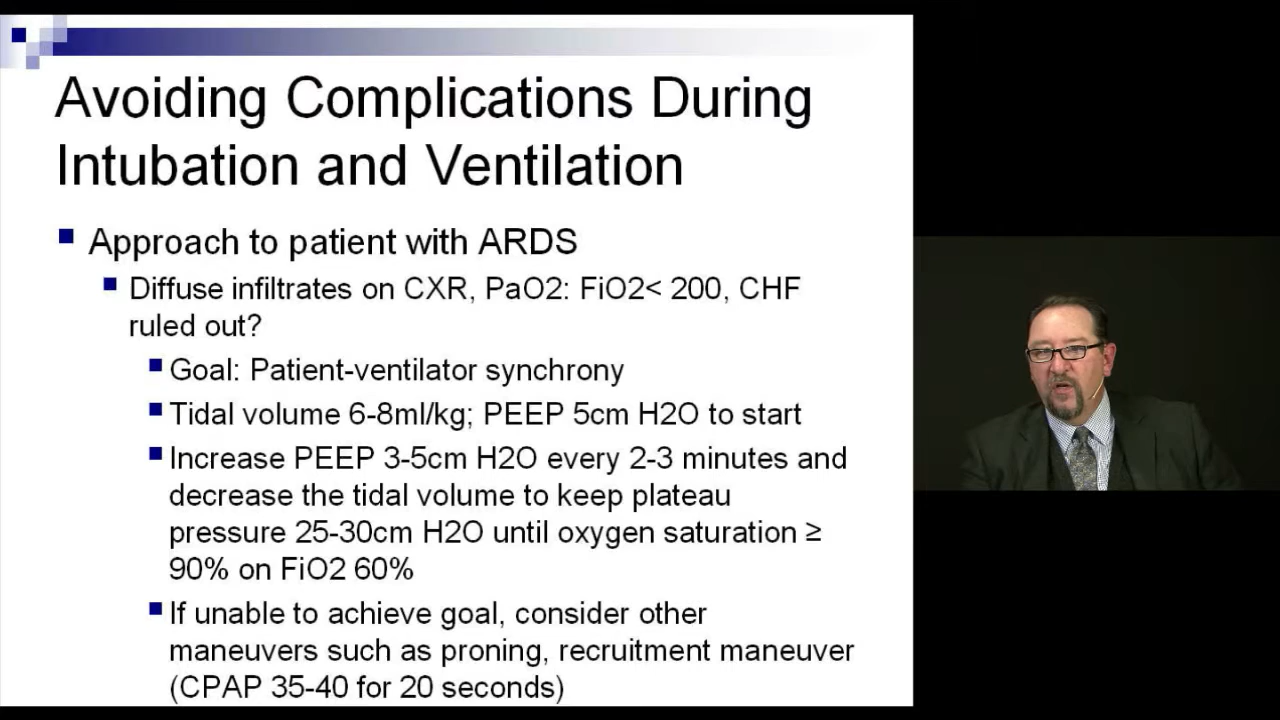 Avoiding Complications During
Intubation and Ventilation
Approach to patient with ARDS
Diffuse infiltrates on CXR, PaO2: FiO2< 200, CHF
ruled out?
Goal: Patient-ventilator synchrony
Tidal volume 6-8ml/kg; PEEP 5cm H2O to start
Increase PEEP 3-5cm H2O every 2-3 minutes and
decrease the tidal volume to keep plateau
pressure 25-30cm H2O until oxygen saturation ≥
90% on FiO2 60%
If unable to achieve goal, consider other
maneuvers such as proning, recruitment maneuver
(CPAP 35-40 for 20 seconds)